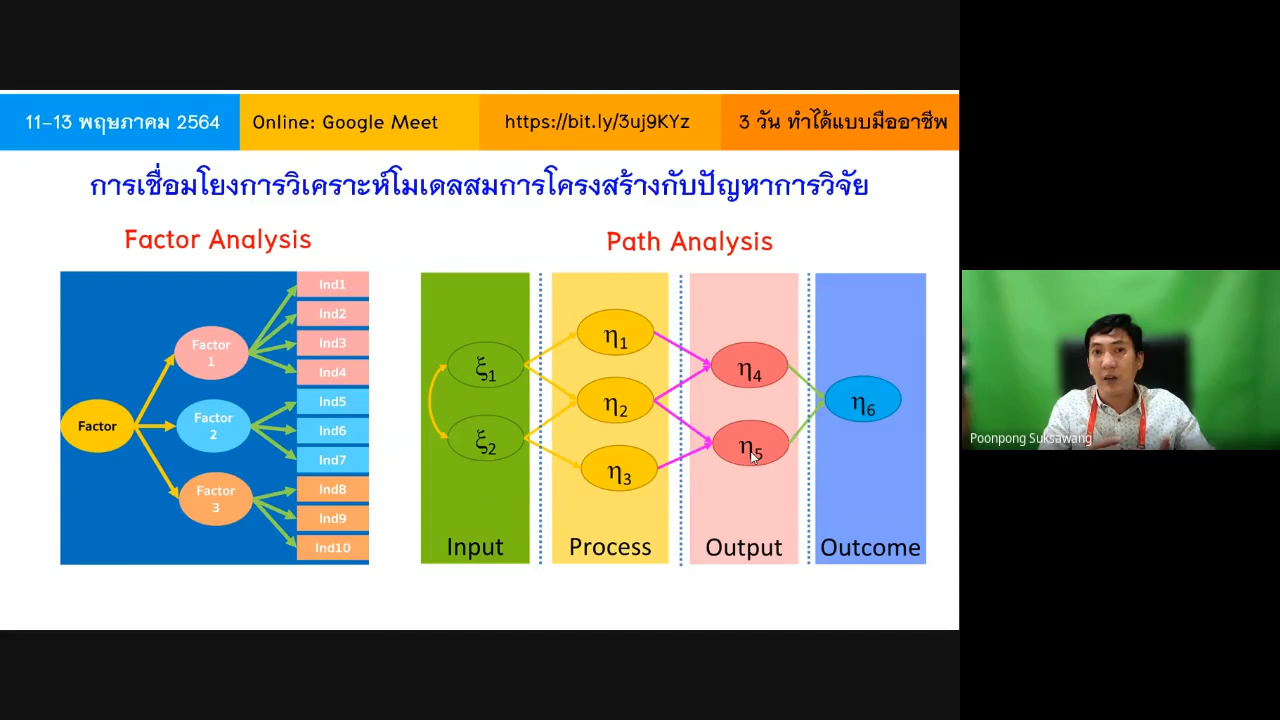 11-13 พฤษภาคม 2564
Online: Google Meet
https://bit.ly/3uj9KYz
3 วัน ทำได้แบบมืออาชีพ
การเชื่อมโยงการวิเคราะห์โมเดลสมการโครงสร้างกับปัญหาการวิจัย
Factor Analysis
Factor
Factor
1
Factor
2
Factor
3
Ind1
Ind2
Ind3
Ind4
Ind5
Ind6
Ind7
Ind8
Ind9
Ind10
Path Analysis
ξ1
ξ2
η1
η2
η3
η4
η5
η6
Input
Process
Output
Outcome
Poonpong Suksawang